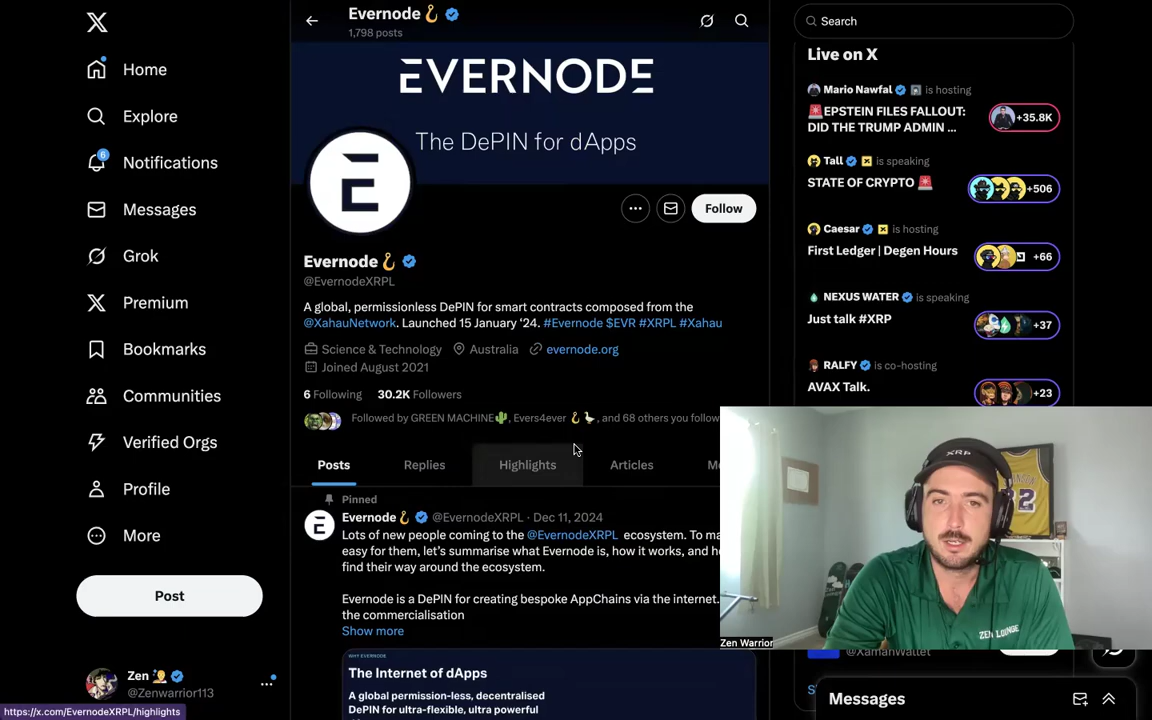 Home
Explore
6
Notifications
Messages
Grok
Premium
Bookmarks
Communities
Verified Orgs
Profile
More
Post
Zen
@Zenwarrior113
https://x.com/EvernodeXRPL/highlights
Evernode
1,798 posts
EVERNODE
The DePIN for dApps
Follow
Evernode
@EvernodeXRPL
A global, permissionless DePIN for smart contracts composed from the
@XahauNetwork. Launched 15 January '24. #Evernode $EVR #XRPL #Xahau
Science & Technology Australia evernode.org
Joined August 2021
6 Following 30.2K Followers
Followed by GREEN MACHINE🌵, Evers4ever 🪝🦆, and 68 others you follow
Posts Replies Highlights Articles
Pinned
Evernode @EvernodeXRPL · Dec 11, 2024
Lots of new people coming to the @EvernodeXRPL ecosystem. To
easy for them, let's summarise what Evernode is, how it works, and
find their way around the ecosystem.
Evernode is a DePIN for creating bespoke AppChains via the internet.
the commercialisation
Show more
WHY EVERNODE
The Internet of dApps
A global permission-less, decentralised
DePIN for ultra-flexible, ultra powerful
Search
Live on X
Mario Nawfal is hosting
🚨EPSTEIN FILES FALLOUT:
DID THE TRUMP ADMIN ...
+35.8K
Tall is speaking
STATE OF CRYPTO 🚨
+506
Caesar is hosting
First Ledger | Degen Hours
+66
NEXUS WATER is speaking
Just talk #XRP
+37
RALFY is co-hosting
AVAX Talk.
+23
XRP
ZEN LOUNGE
Zen Warrior
@XamanWallet
Messages